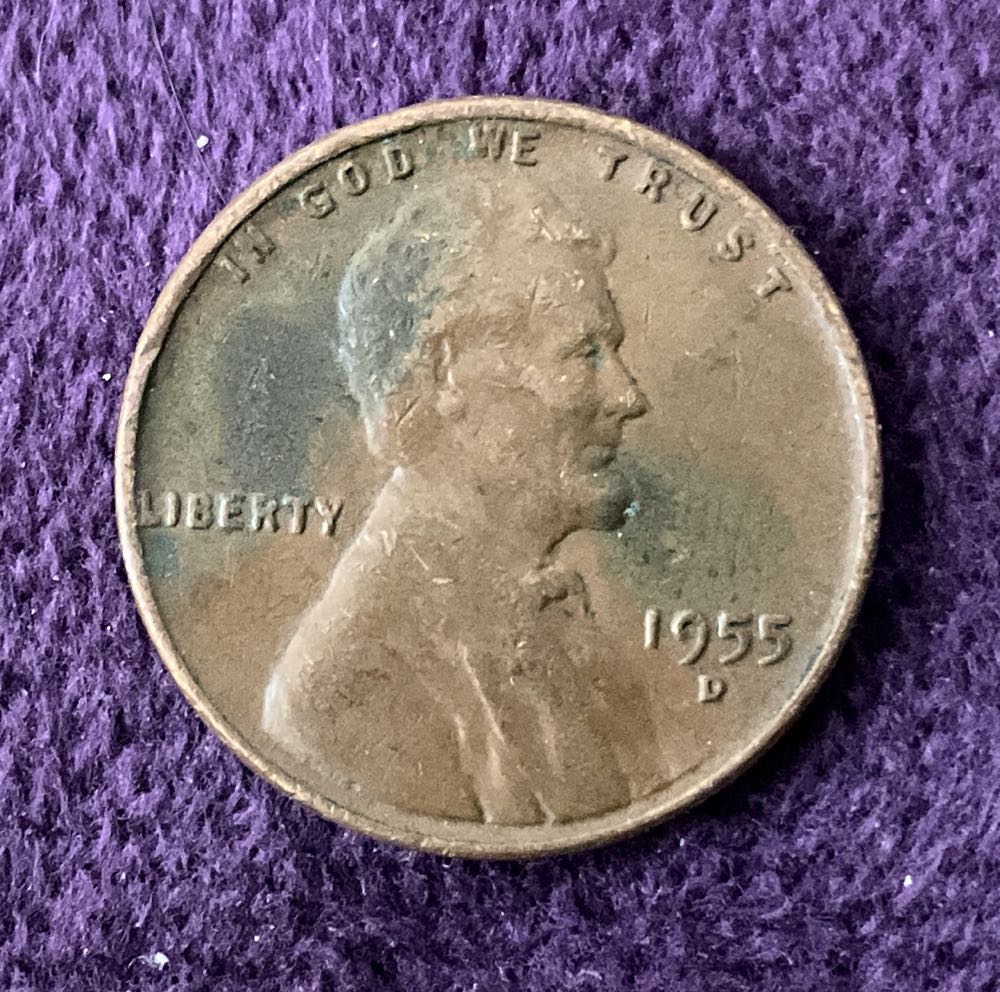 IN GOD WE TRUST
LIBERTY
1955
D